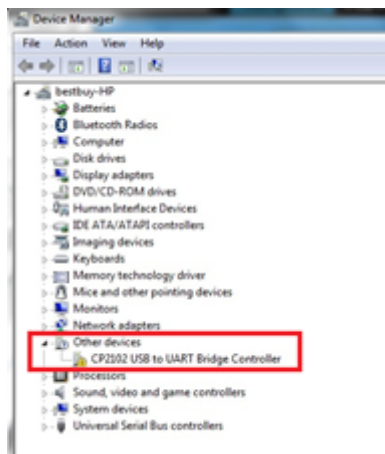 Device Manager
File Action View Help
bestbuy-HP
Batteries
Bluetooth Radios
Computer
Disk drives
Display adapters
DVD/CD-ROM drives
Human Interface Devices
IDE ATA/ATAPI controllers
Imaging devices
Keyboards
Memory technology driver
Mice and other pointing devices
Monitors
Network adapters
Other devices
CP2102 USB to UART Bridge Controller
Processors
Sound, video and game controllers
System devices
Universal Serial Bus controllers